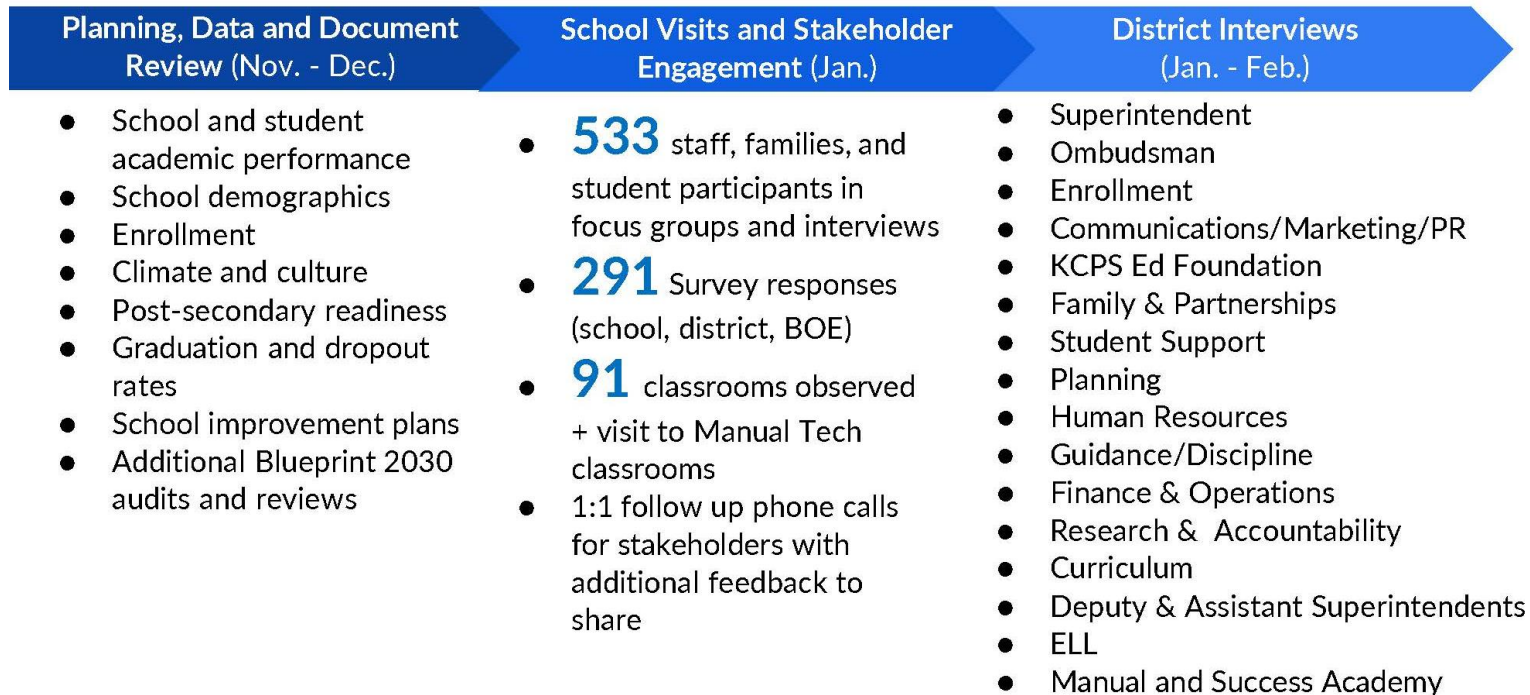 Planning, Data and Document
Review (Nov. - Dec.)
● School and student
academic performance
● School demographics
● Enrollment
● Climate and culture
● Post-secondary readiness
● Graduation and dropout
rates
● School improvement plans
● Additional Blueprint 2030
audits and reviews
School Visits and Stakeholder
Engagement (Jan.)
● 533 staff, families, and
student participants in
focus groups and interviews
● 291 Survey responses
(school, district, BOE)
● 91 classrooms observed
+ visit to Manual Tech
classrooms
● 1:1 follow up phone calls
for stakeholders with
additional feedback to
share
District Interviews
(Jan. - Feb.)
● Superintendent
● Ombudsman
● Enrollment
● Communications/Marketing/PR
● KCPS Ed Foundation
● Family & Partnerships
● Student Support
● Planning
● Human Resources
● Guidance/Discipline
● Finance & Operations
● Research & Accountability
● Curriculum
● Deputy & Assistant Superintendents
● ELL
● Manual and Success Academy